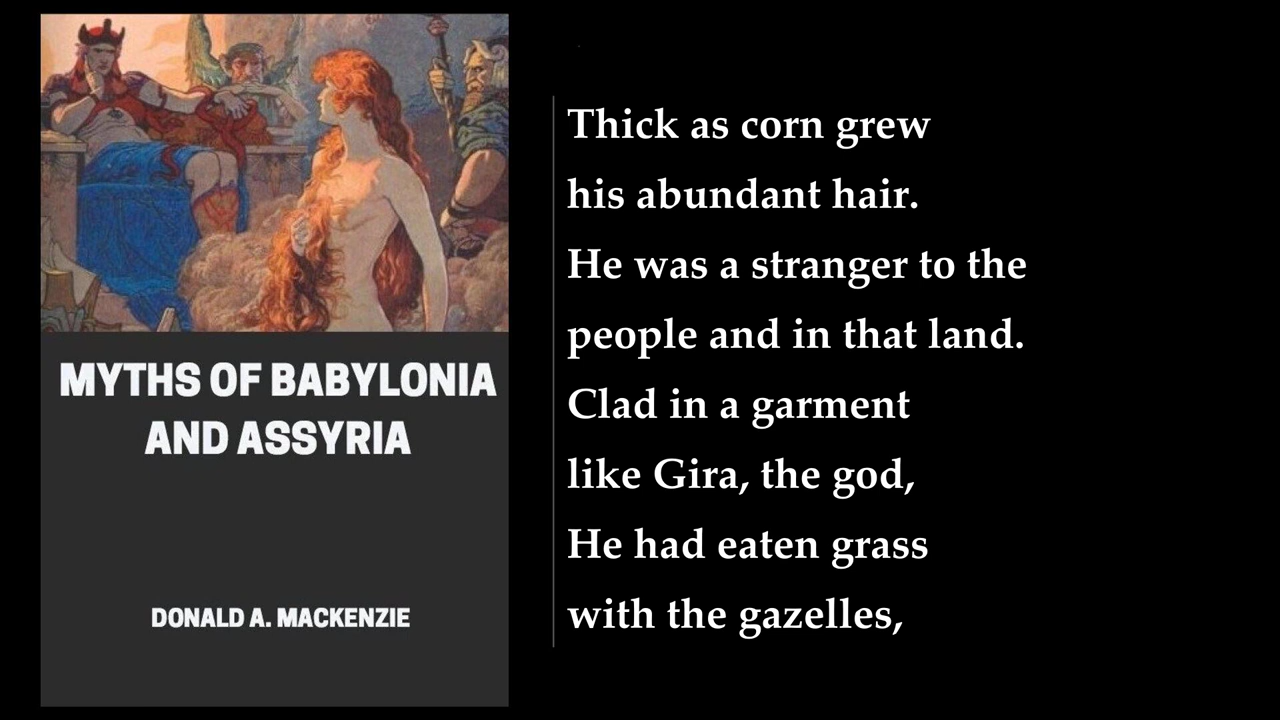 MYTHS OF BABYLONIA
AND ASSYRIA
DONALD A. MACKENZIE
Thick as corn grew
his abundant hair.
He was a stranger to the
people and in that land.
Clad in a garment
like Gira, the god,
He had eaten grass
with the gazelles,